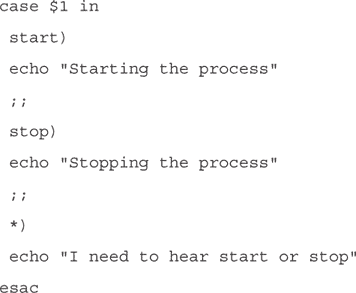 case $1 in
 start)
 echo "Starting the process"
 ;;
 stop)
 echo "Stopping the process"
 ;;
 *)
 echo "I need to hear start or stop"
esac